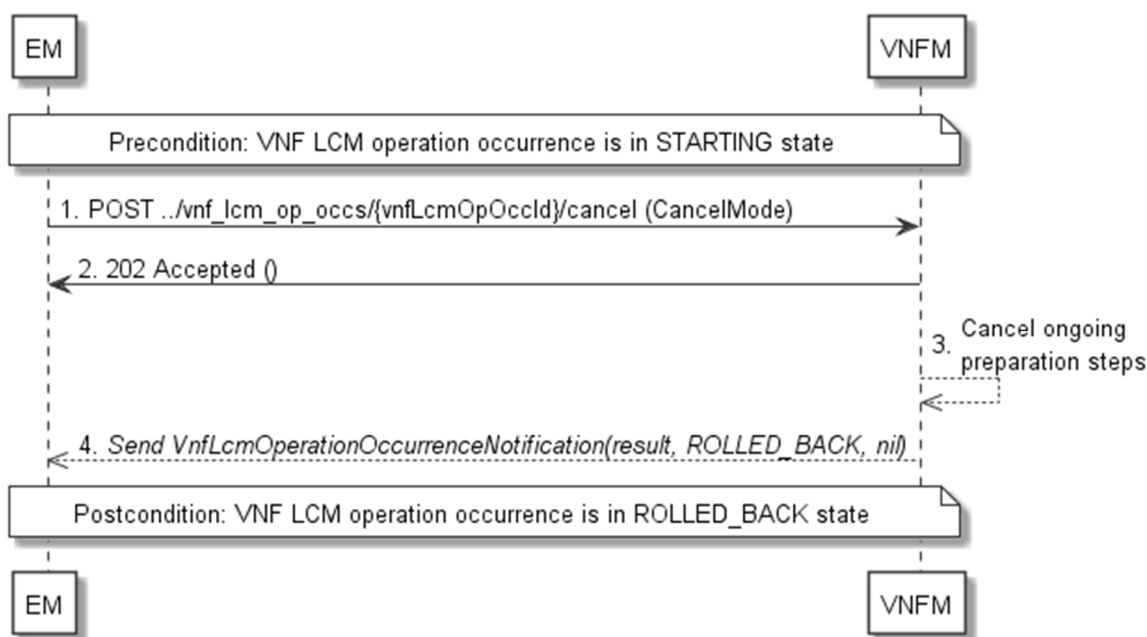 EM
VNFM
Precondition: VNF LCM operation occurrence is in STARTING state
1. POST ../vnf_lcm_op_occs/{vnfLcmOpOccId}/cancel (CancelMode)
2. 202 Accepted ()
3. Cancel ongoing
preparation steps
4. Send VnfLcmOperationOccurrenceNotification(result, ROLLED_BACK, nil)
Postcondition: VNF LCM operation occurrence is in ROLLED_BACK state
EM
VNFM